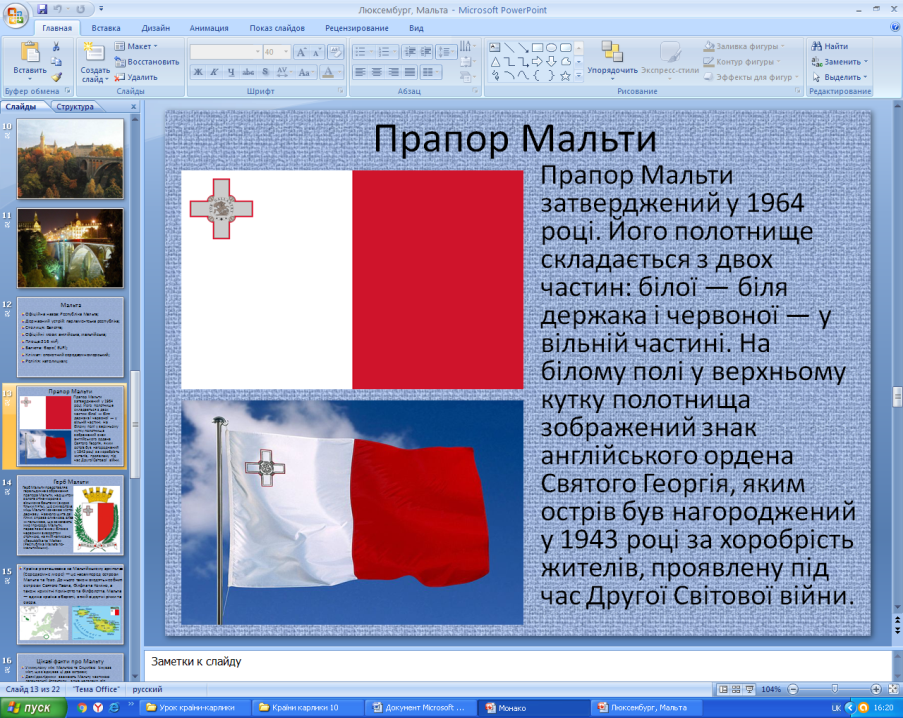 Люксембург, Мальта - Microsoft PowerPoint
Главная Вставка Дизайн Анимация Показ слайдов Рецензирование Вид
Вставить
Создать слайд
Макет
Восстановить
Удалить
40
Упорядочить
Экспресс-стили
Заливка фигуры
Контур фигуры
Эффекты для фигур
Найти
Заменить
Выделить
Буфер обмена Слайды Шрифт Абзац Рисование Редактирование
Слайды Структура
10
11
12
Мальта
13
Прапор Мальти
14
Герб Мальти
15
16
Цікаві факти про Мальту
Прапор Мальти
Прапор Мальти
затверджений у 1964
році. Його полотнище
складається з двох
частин: білої — біля
держака і червоної — у
вільній частині. На
білому полі у верхньому
кутку полотнища
зображений знак
англійського ордена
Святого Георгія, яким
острів був нагороджений
у 1943 році за хоробрість
жителів, проявлену під
час Другої Світової війни.
Заметки к слайду
Слайд 13 из 22 "Тема Office" русский 104%
пуск Урок країни-карлики Країни карлики 10 Документ Microsoft ... Монако Люксембург, Мальта UK 16:20